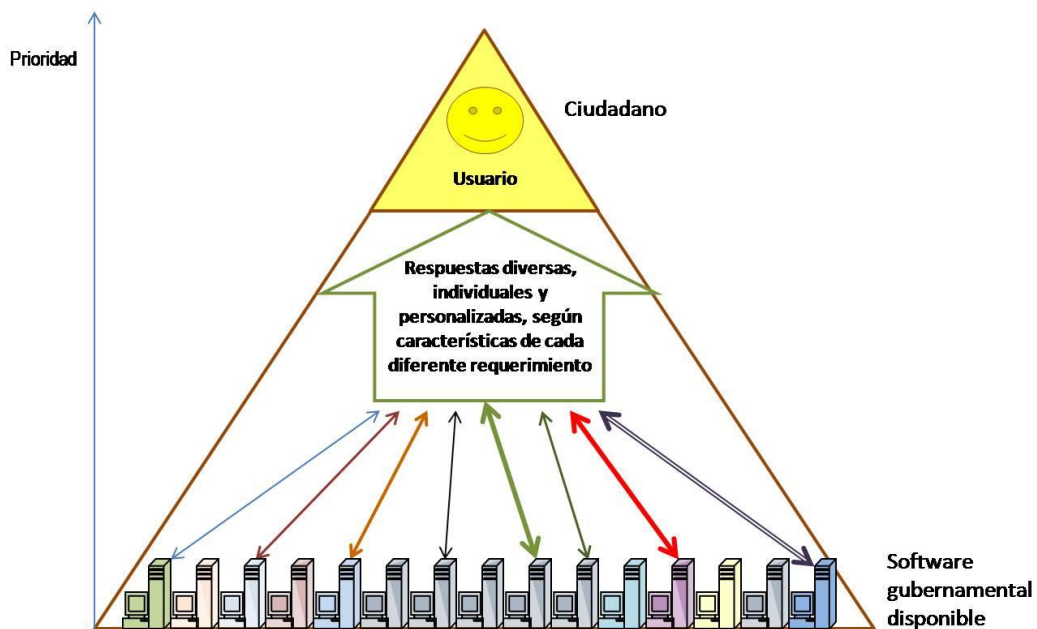 Prioridad
Ciudadano
Usuario
Respuestas diversas,
individuales y
personalizadas, según
características de cada
diferente requerimiento
Software
gubernamental
disponible